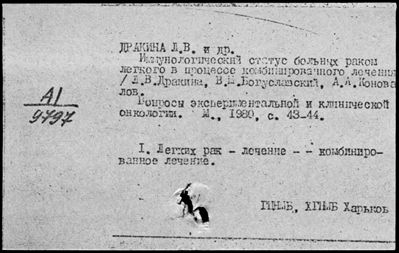 ДРАКИНА Д.В. и др.
Иммунологический статус больных раком
легкого в процессе комбинированного лечения
/ Д.В.Дракина, В.М.Богуславский, А.А.Конова
лов.
Вопросы экспериментальной и клинической
онкологии. М., 1980, с. 43-44.
А1
9797
I. Легких рак - лечение - - комбиниро-
ванное лечение.
ГНМБ, ХГНМБ Харьков